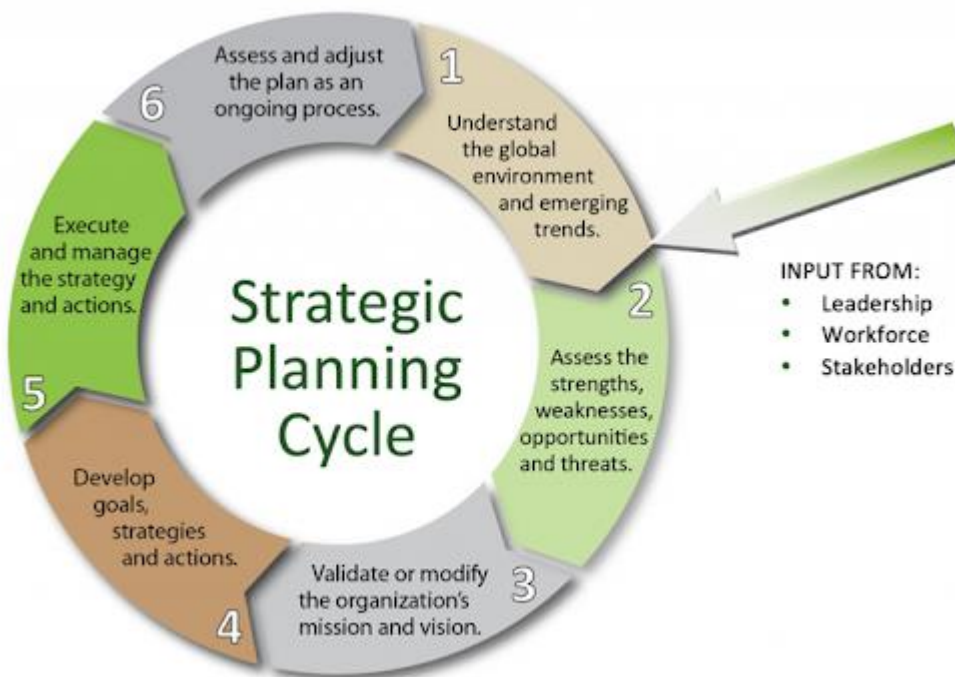 Strategic
Planning
Cycle
1
Understand
the global
environment
and emerging
trends.
2
Assess the
strengths,
weaknesses,
opportunities
and threats.
3
Validate or modify
the organization's
mission and vision.
4
Develop
goals,
strategies
and actions.
5
Execute
and manage
the strategy
and actions.
6
Assess and adjust
the plan as an
ongoing process.
INPUT FROM:
• Leadership
• Workforce
• Stakeholders